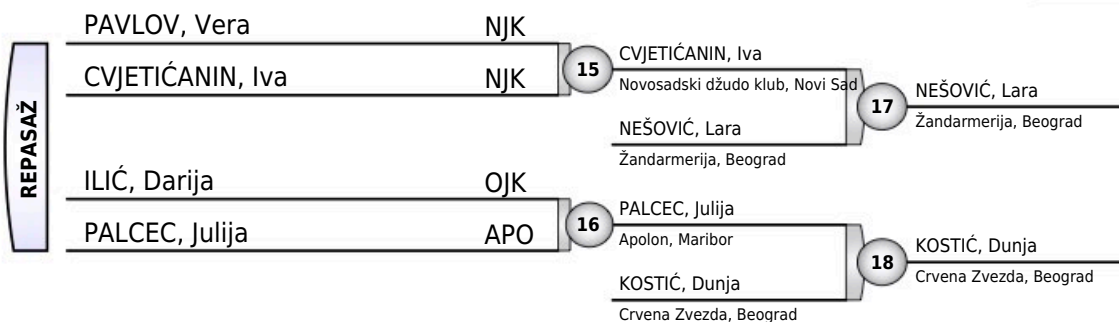 REPASAŽ
PAVLOV, Vera NJK
CVJETIĆANIN, Iva NJK
15
CVJETIĆANIN, Iva
Novosadski džudo klub, Novi Sad
NEŠOVIĆ, Lara
Žandarmerija, Beograd
17
NEŠOVIĆ, Lara
Žandarmerija, Beograd
ILIĆ, Darija OJK
PALCEC, Julija APO
16
PALCEC, Julija
Apolon, Maribor
KOSTIĆ, Dunja
Crvena Zvezda, Beograd
18
KOSTIĆ, Dunja
Crvena Zvezda, Beograd